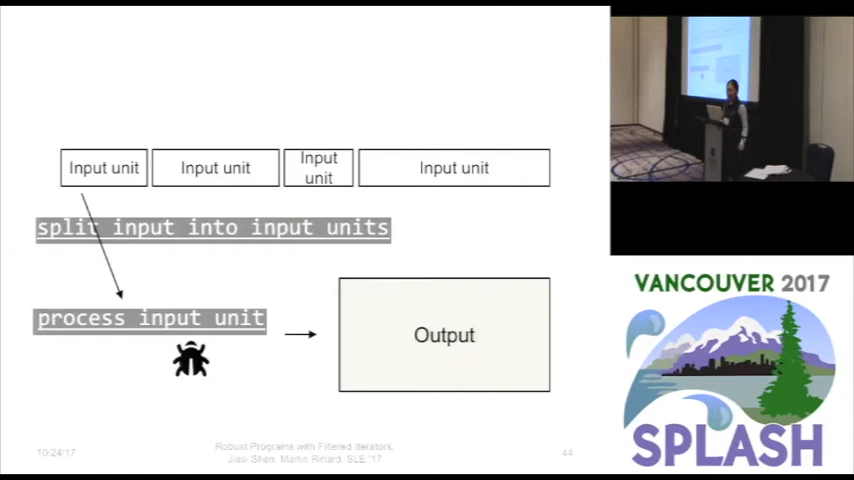 Input unit
Input unit
Input
unit
Input unit
split input into input units
process input unit
Output
10/24/17
Robust Programs with Filtered Iterators,
Jiasi Shen, Martin Rinard, SLE '17
44
VANCOUVER 2017
SPLASH